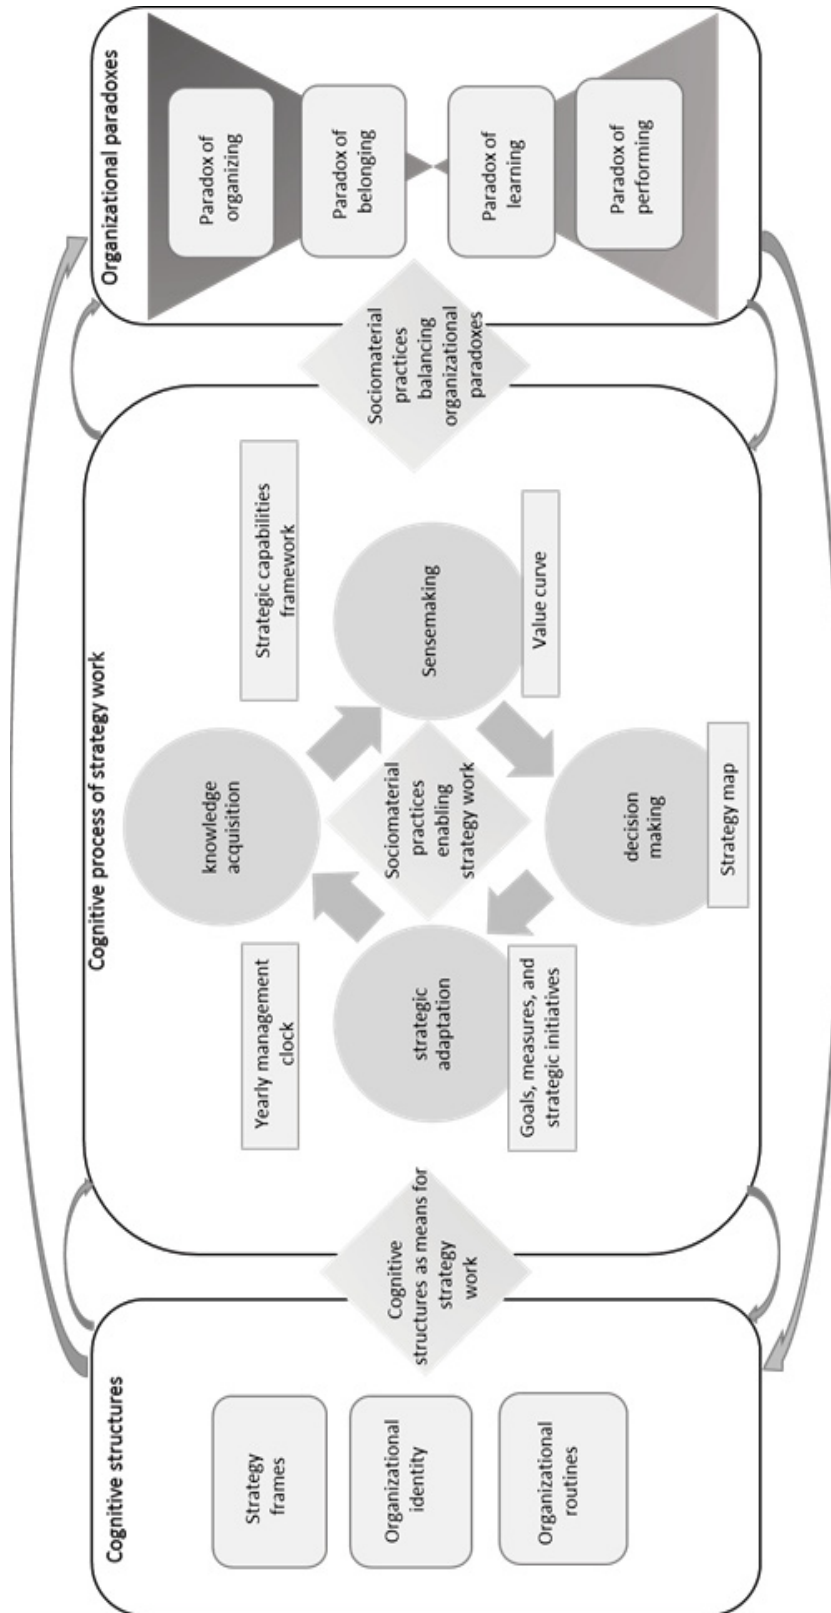 Cognitive structures
Strategy
frames
Organizational
identity
Organizational
routines
Cognitive
structures as means for
strategy
work
Cognitive process of strategy work
Yearly management
clock
strategic
adaptation
Goals, measures, and
strategic initiatives
knowledge
acquisition
Sociomaterial
practices
enabling
strategy work
decision
making
Strategy map
Strategic capabilities
framework
Sensemaking
Value curve
Sociomaterial
practices
balancing
organizational
paradoxes
Organizational paradoxes
Paradox of
organizing
Paradox of
belonging
Paradox of
learning
Paradox of
performing